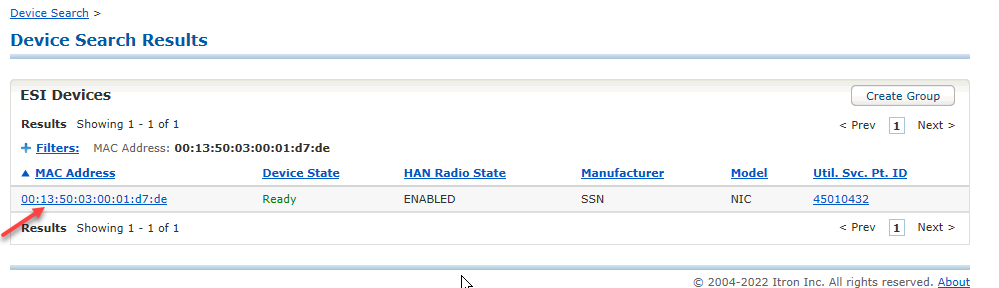 Device Search >
Device Search Results
ESI Devices
Create Group
Results Showing 1 - 1 of 1
< Prev 1 Next >
+ Filters: MAC Address: 00:13:50:03:00:01:d7:de
MAC Address Device State HAN Radio State Manufacturer Model Util. Svc. Pt. ID
00:13:50:03:00:01:d7:de Ready ENABLED SSN NIC 45010432
Results Showing 1 - 1 of 1
< Prev 1 Next >
© 2004-2022 Itron Inc. All rights reserved. About